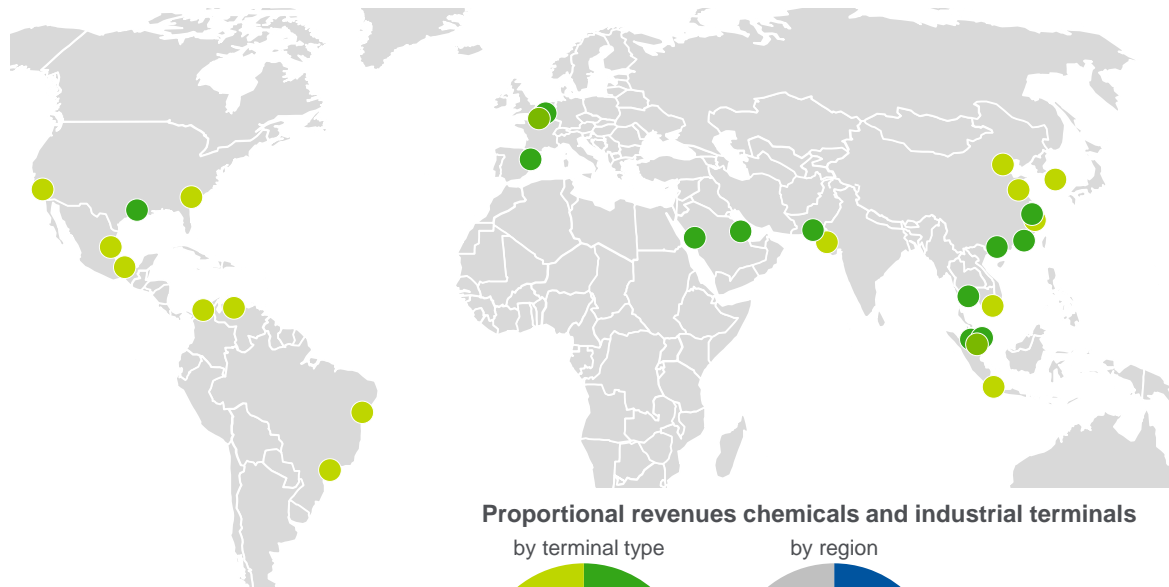 Proportional revenues chemicals and industrial terminals
by terminal type
by region